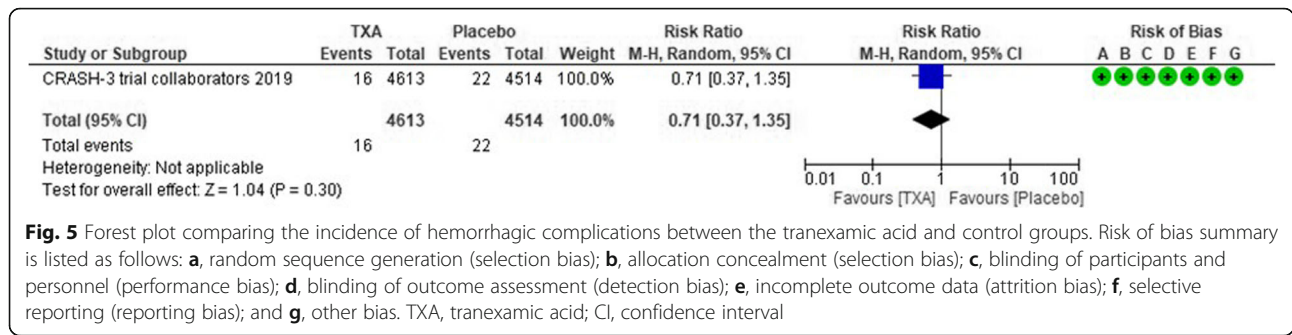 TXA Placebo Risk Ratio Risk Ratio Risk of Bias
Study or Subgroup Events Total Events Total Weight M-H, Random, 95% CI M-H, Random, 95% CI A B C D E F G
CRASH-3 trial collaborators 2019 16 4613 22 4514 100.0% 0.71 [0.37, 1.35] + + + + + + +
Total (95% CI) 4613 4514 100.0% 0.71 [0.37, 1.35]
Total events 16 22
Heterogeneity: Not applicable
Test for overall effect: Z = 1.04 (P = 0.30)
0.01 0.1 1 10 100
Favours [TXA] Favours [Placebo]
Fig. 5 Forest plot comparing the incidence of hemorrhagic complications between the tranexamic acid and control groups. Risk of bias summary
is listed as follows: a, random sequence generation (selection bias); b, allocation concealment (selection bias); c, blinding of participants and
personnel (performance bias); d, blinding of outcome assessment (detection bias); e, incomplete outcome data (attrition bias); f, selective
reporting (reporting bias); and g, other bias. TXA, tranexamic acid; CI, confidence interval